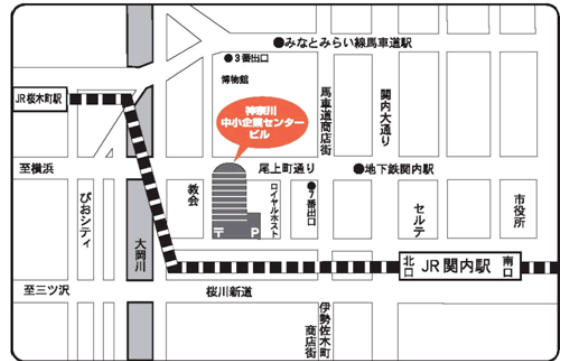 ●みなとみらい線馬車道駅
●3番出口
博物館
JR桜木町駅
神奈川
中小企業センター
ビル
馬車道商店街
関内大通り
至横浜
尾上町通り
●地下鉄関内駅
ぴおシティ
教会
ロイヤルホスト
●7番出口
セルテ
市役所
大岡川
〒 P
北口
JR関内駅
南口
至三ツ沢
桜川新道
伊勢佐木町
商店街